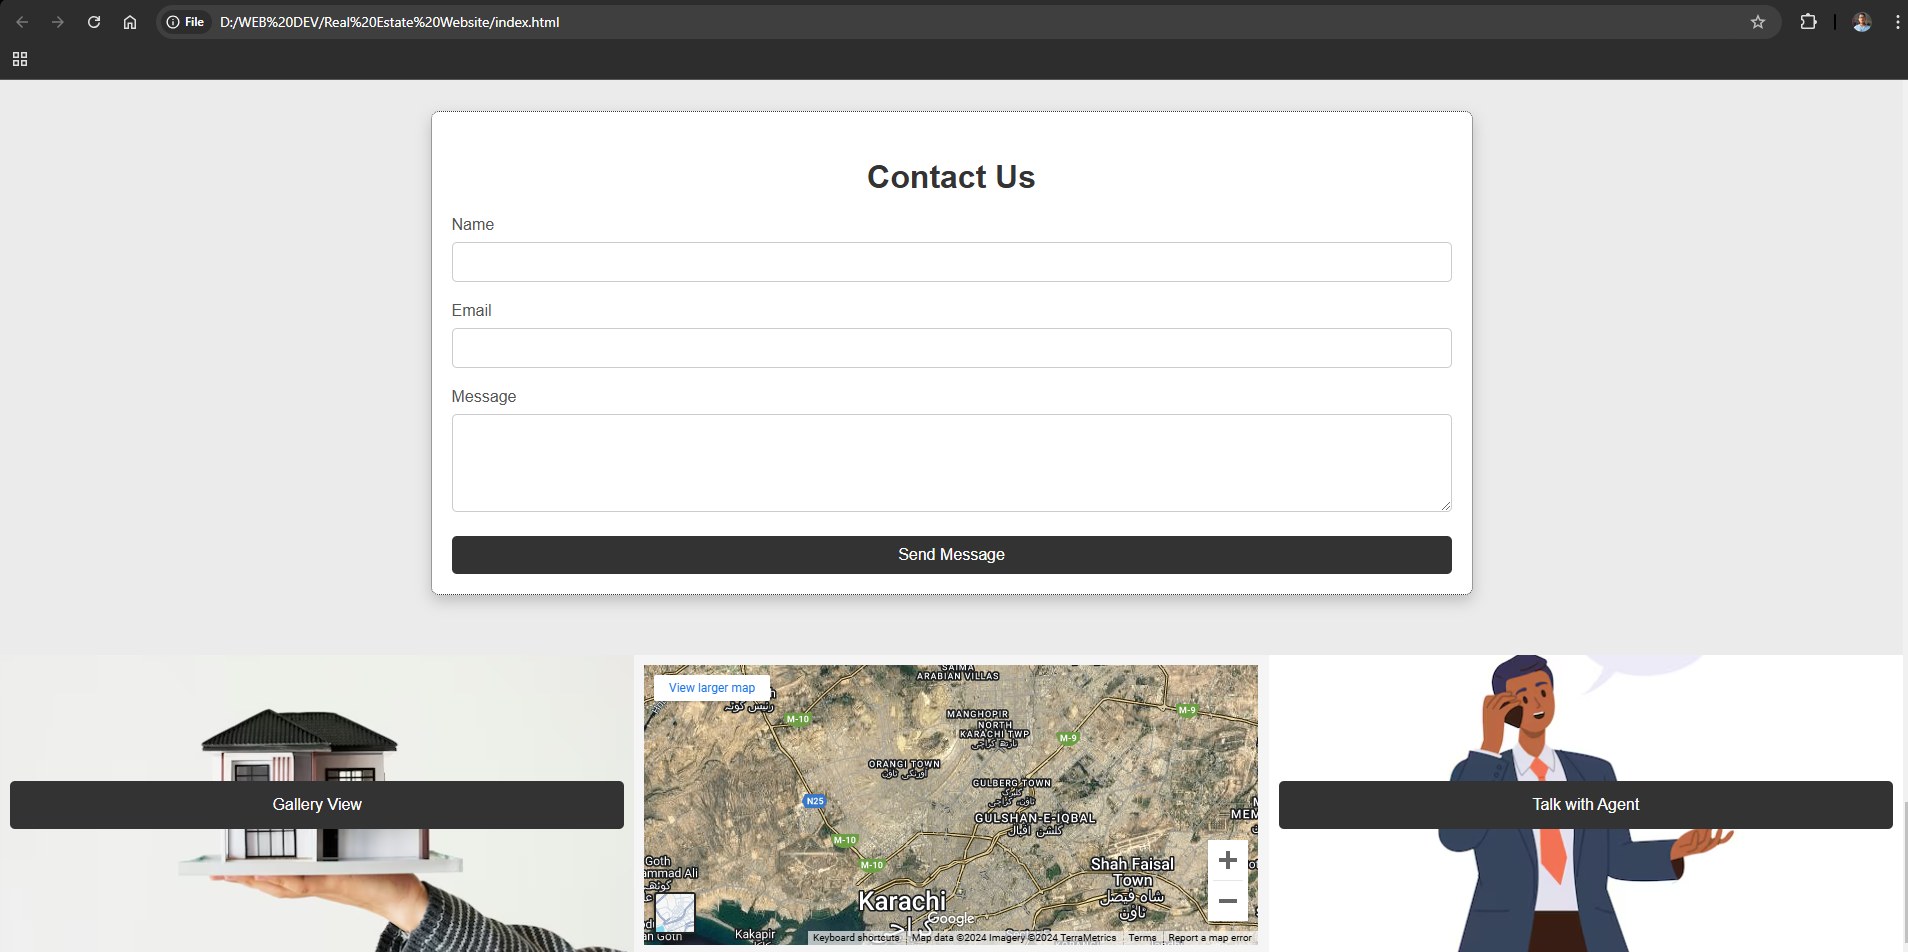 File D:/WEB%20DEV/Real%20Estate%20Website/index.html
Contact Us
Name
Email
Message
Send Message
Gallery View
View larger map
SAIMA
ARABIAN VILLAS
M-10
MANGHOPIR
NORTH
KARACHI TWP
M-9
M-9
ORANGI TOWN
اورنگی ٹاؤن
GULBERG TOWN
N25
GULSHAN-E-IQBAL
گلشن اقبال
M-10
M-10
Shah Faisal
Town
شاہ فیصل
ٹاؤن
Goth
Karachi
Google
Kakapir
Keyboard shortcuts
Map data ©2024 Imagery ©2024 TerraMetrics
Terms
Report a map error
Talk with Agent